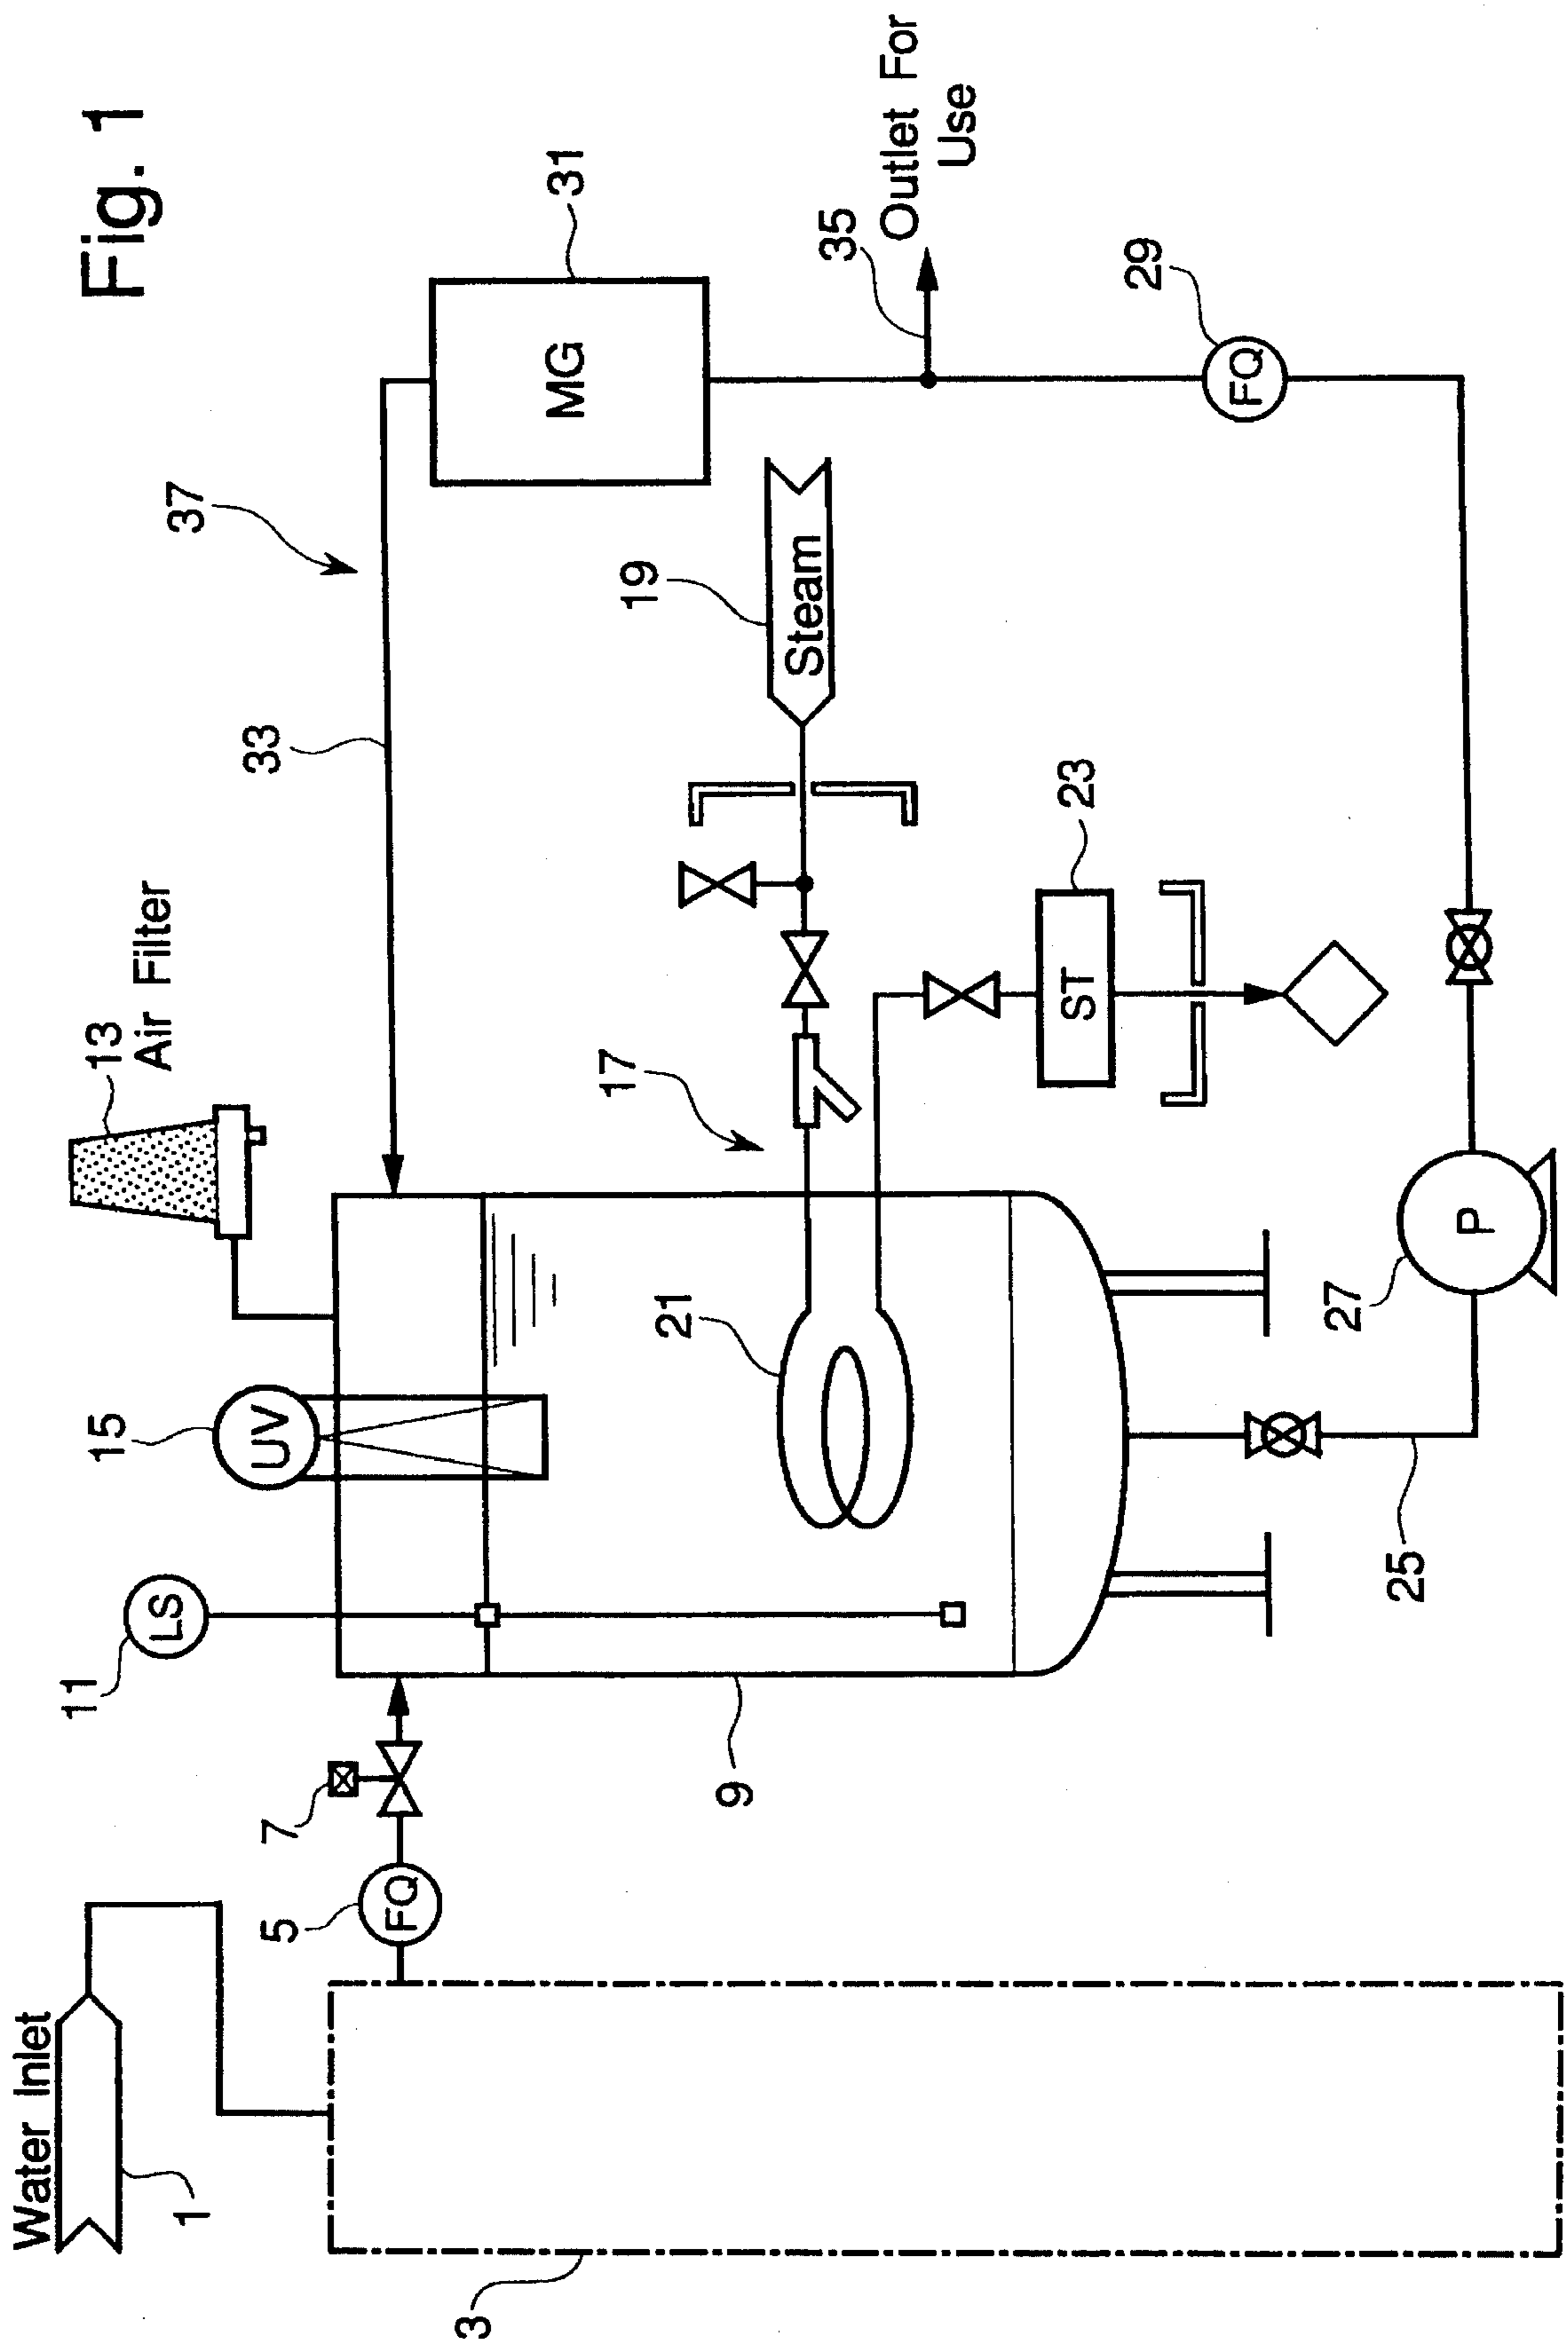 Fig. 1
Water Inlet
1
3
5
FQ
7
9
11
LS
15
UV
13
Air Filter
33
37
MG
31
35
Outlet For
Use
19
Steam
17
21
ST
23
25
27
P
29
FQ